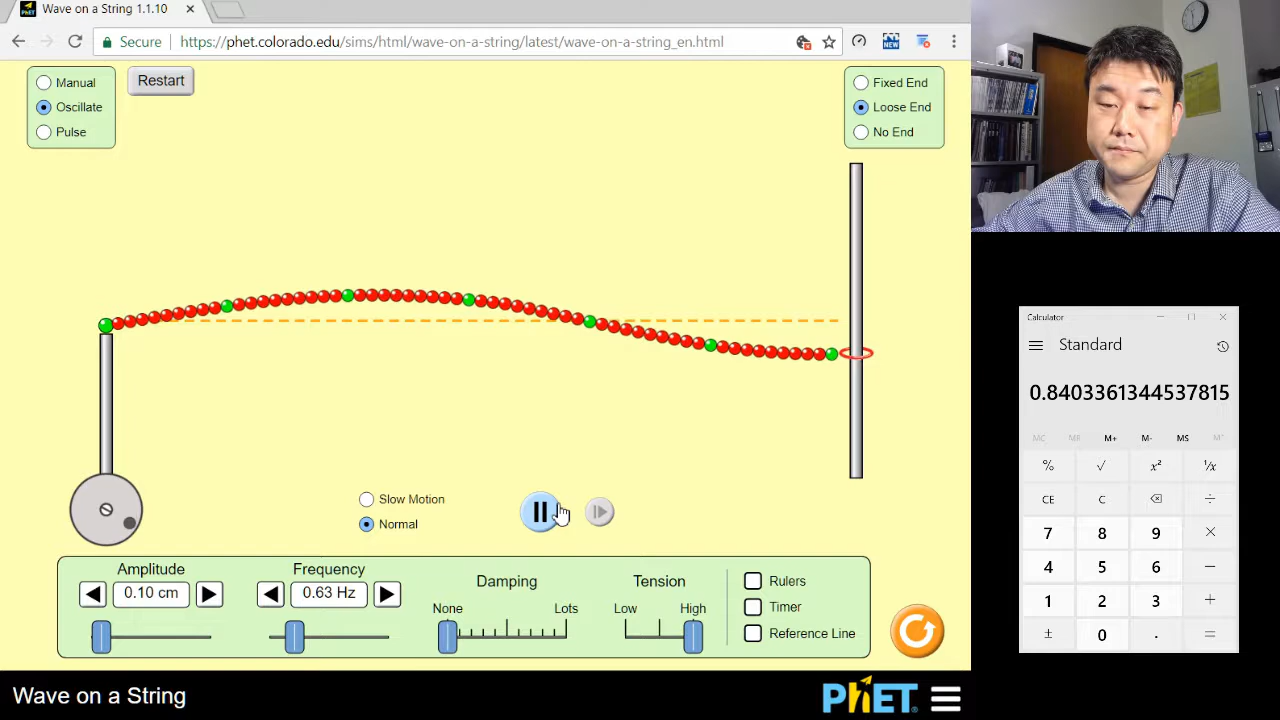 Wave on a String 1.1.10
Secure
https://phet.colorado.edu/sims/html/wave-on-a-string/latest/wave-on-a-string_en.html
NEW
Manual
Oscillate
Pulse
Restart
Fixed End
Loose End
No End
Slow Motion
Normal
Amplitude
0.10 cm
Frequency
0.63 Hz
Damping
None
Lots
Tension
Low
High
Rulers
Timer
Reference Line
Wave on a String
PhET
Calculator
Standard
0.8403361344537815
MC MR M+ M- MS M˅
% √ x² ¹/x
CE C ÷
7 8 9 ×
4 5 6 −
1 2 3 +
± 0 . =